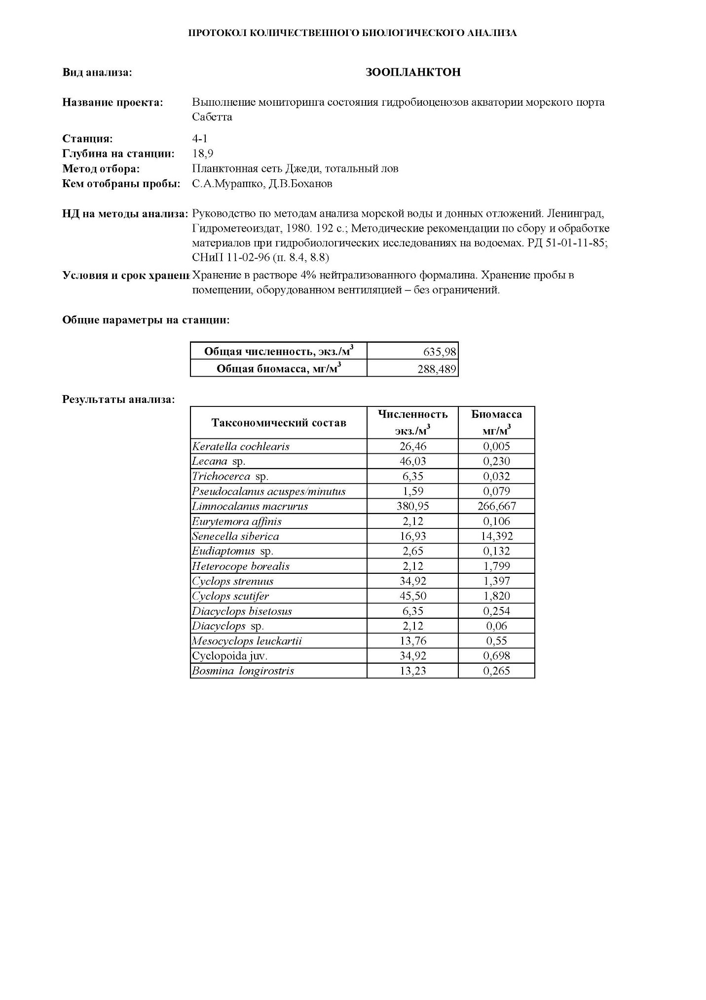 ПРОТОКОЛ КОЛИЧЕСТВЕННОГО БИОЛОГИЧЕСКОГО АНАЛИЗА
Вид анализа: ЗООПЛАНКТОН
Название проекта: Выполнение мониторинга состояния гидробиоценозов акватории морского порта
Сабетта
Станция: 4-1
Глубина на станции: 18,9
Метод отбора: Планктонная сеть Джеди, тотальный лов
Кем отобраны пробы: С.А.Мурашко, Д.В.Боханов
НД на методы анализа: Руководство по методам анализа морской воды и донных отложений. Ленинград,
Гидрометеоиздат, 1980. 192 с.; Методические рекомендации по сбору и обработке
материалов при гидробиологических исследованиях на водоемах. РД 51-01-11-85;
СНиП 11-02-96 (п. 8.4, 8.8)
Условия и срок хранени Хранение в растворе 4% нейтрализованного формалина. Хранение пробы в
помещении, оборудованном вентиляцией – без ограничений.
Общие параметры на станции:
Общая численность, экз./м³ 635,98
Общая биомасса, мг/м³ 288,489
Результаты анализа:
Таксономический состав Численность экз./м³ Биомасса мг/м³
Keratella cochlearis 26,46 0,005
Lecana sp. 46,03 0,230
Trichocerca sp. 6,35 0,032
Pseudocalanus acuspes/minutus 1,59 0,079
Limnocalanus macrurus 380,95 266,667
Eurytemora affinis 2,12 0,106
Senecella siberica 16,93 14,392
Eudiaptomus sp. 2,65 0,132
Heterocope borealis 2,12 1,799
Cyclops strenuus 34,92 1,397
Cyclops scutifer 45,50 1,820
Diacyclops bisetosus 6,35 0,254
Diacyclops sp. 2,12 0,06
Mesocyclops leuckartii 13,76 0,55
Cyclopoida juv. 34,92 0,698
Bosmina longirostris 13,23 0,265